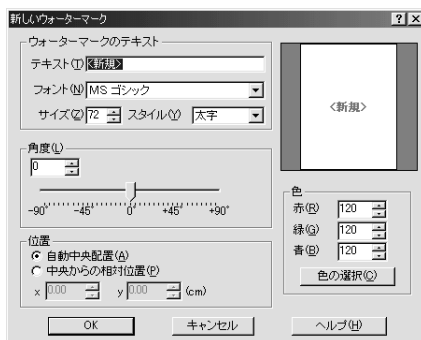 新しいウォーターマーク
ウォーターマークのテキスト
テキスト(T) <新規>
フォント(N) MS ゴシック
サイズ(Z) 72 スタイル(Y) 太字
<新規>
角度(L)
0
-90° -45° 0° +45° +90°
位置
自動中央配置(A)
中央からの相対位置(P)
x 0.00 y 0.00 (cm)
色
赤(R) 120
緑(G) 120
青(B) 120
色の選択(C)
OK キャンセル ヘルプ(H)